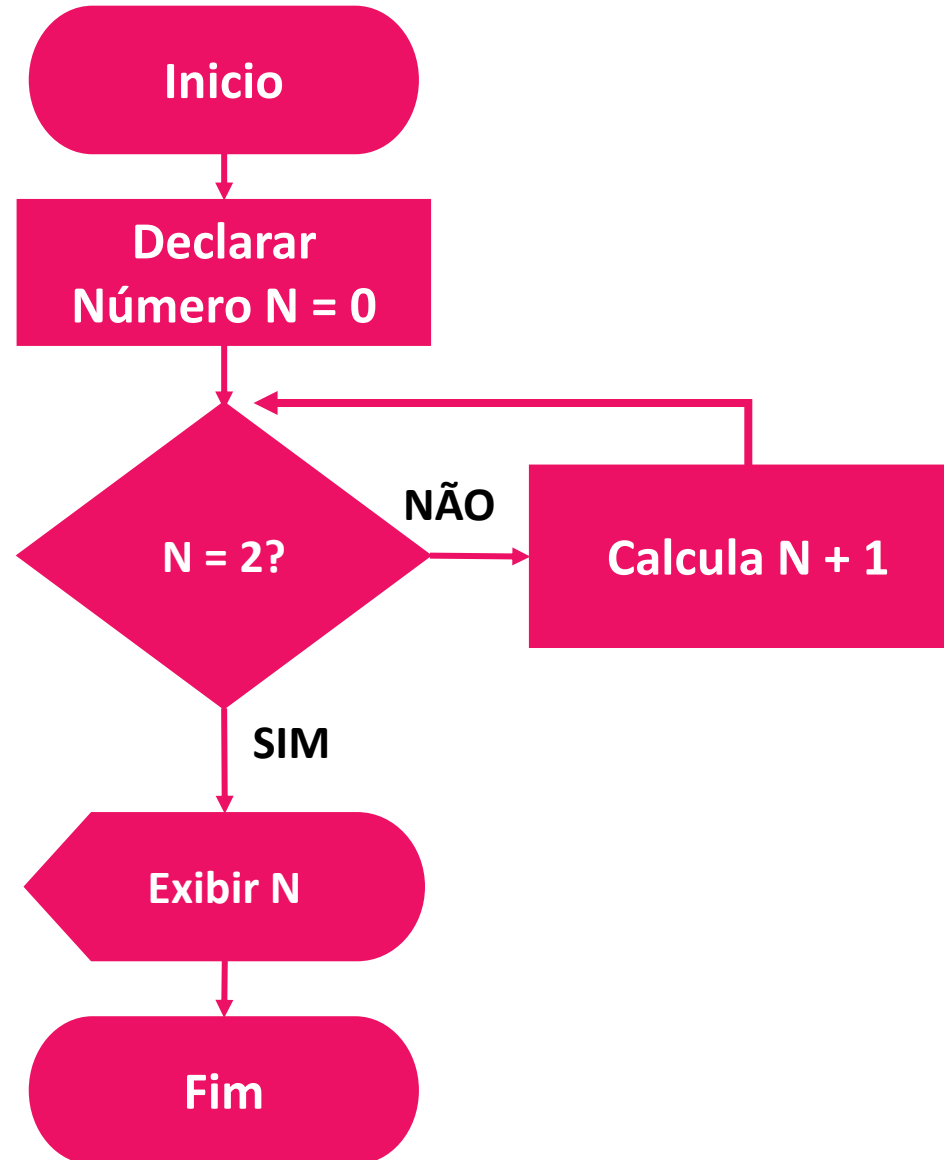 Inicio
Declarar
Número N = 0
N = 2?
NÃO
Calcula N + 1
SIM
Exibir N
Fim